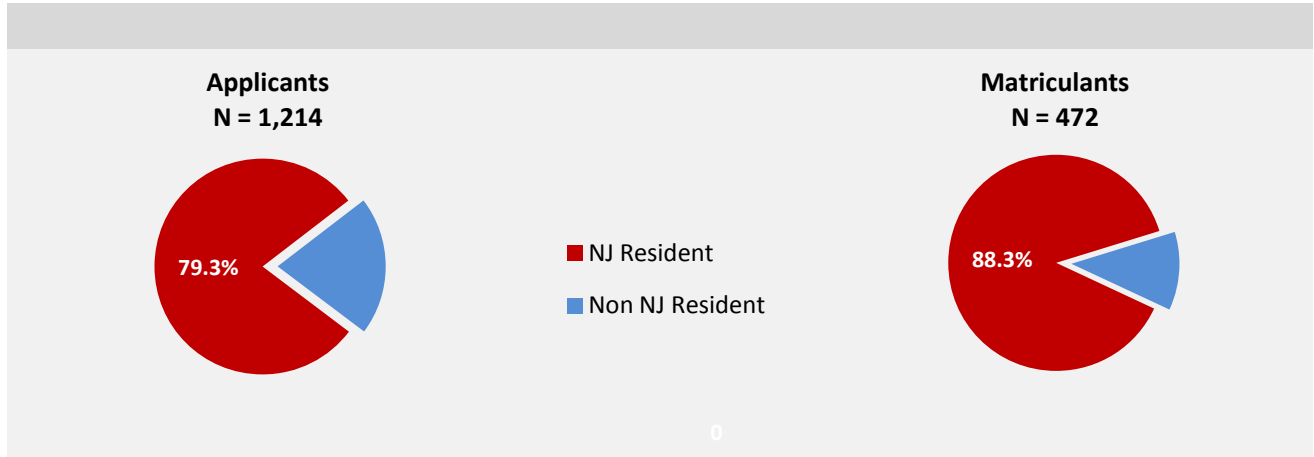 Applicants
N = 1,214
Matriculants
N = 472
79.3%
NJ Resident
Non NJ Resident
88.3%
0